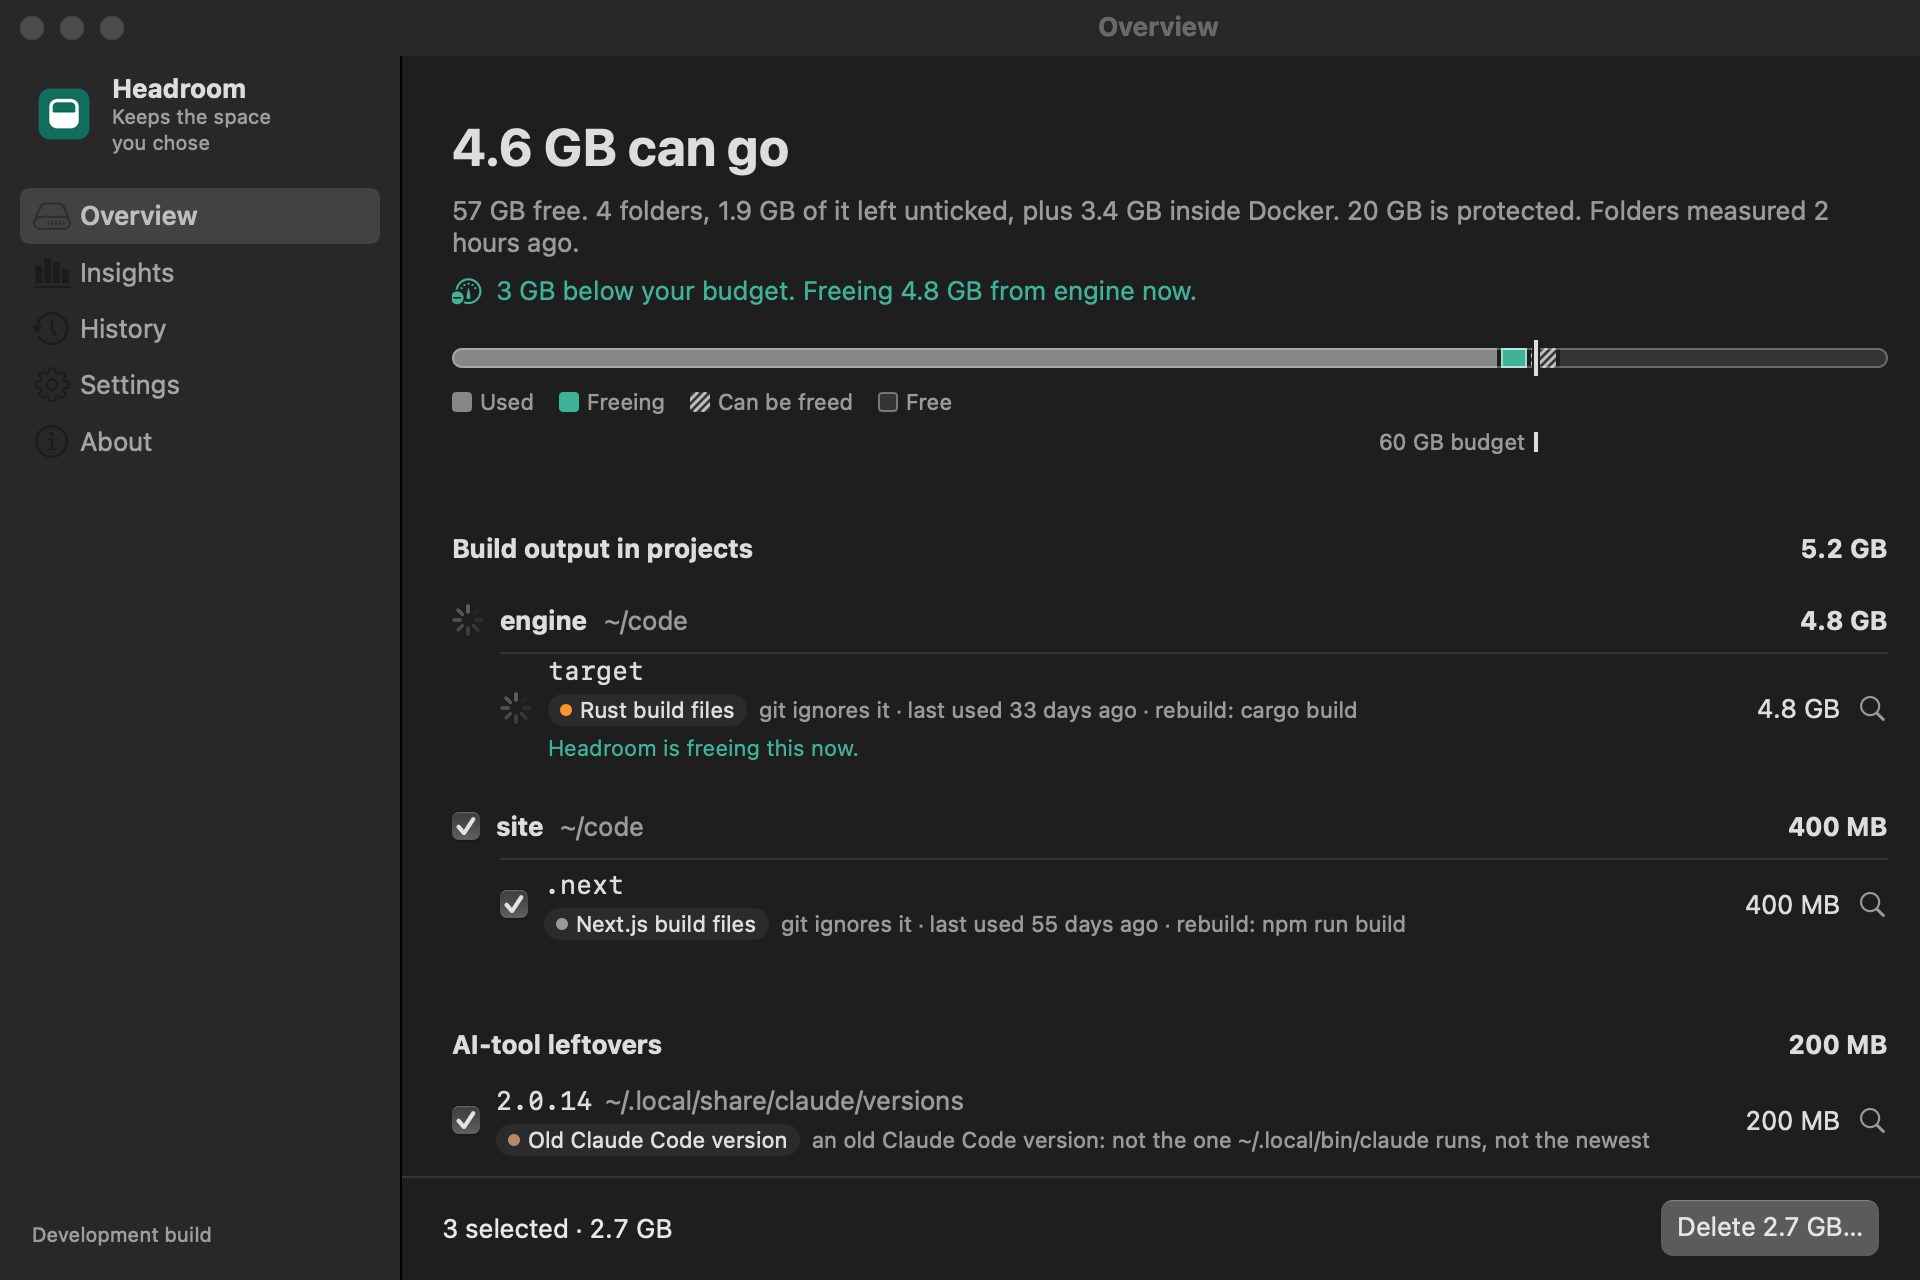 Overview
Headroom
Keeps the space
you chose
Overview
Insights
History
Settings
About
Development build
4.6 GB can go
57 GB free. 4 folders, 1.9 GB of it left unticked, plus 3.4 GB inside Docker. 20 GB is protected. Folders measured 2
hours ago.
3 GB below your budget. Freeing 4.8 GB from engine now.
Used Freeing Can be freed Free
60 GB budget
Build output in projects 5.2 GB
engine ~/code 4.8 GB
target
Rust build files git ignores it · last used 33 days ago · rebuild: cargo build 4.8 GB
Headroom is freeing this now.
site ~/code 400 MB
.next
Next.js build files git ignores it · last used 55 days ago · rebuild: npm run build 400 MB
AI-tool leftovers 200 MB
2.0.14 ~/.local/share/claude/versions
Old Claude Code version an old Claude Code version: not the one ~/.local/bin/claude runs, not the newest 200 MB
3 selected · 2.7 GB Delete 2.7 GB...